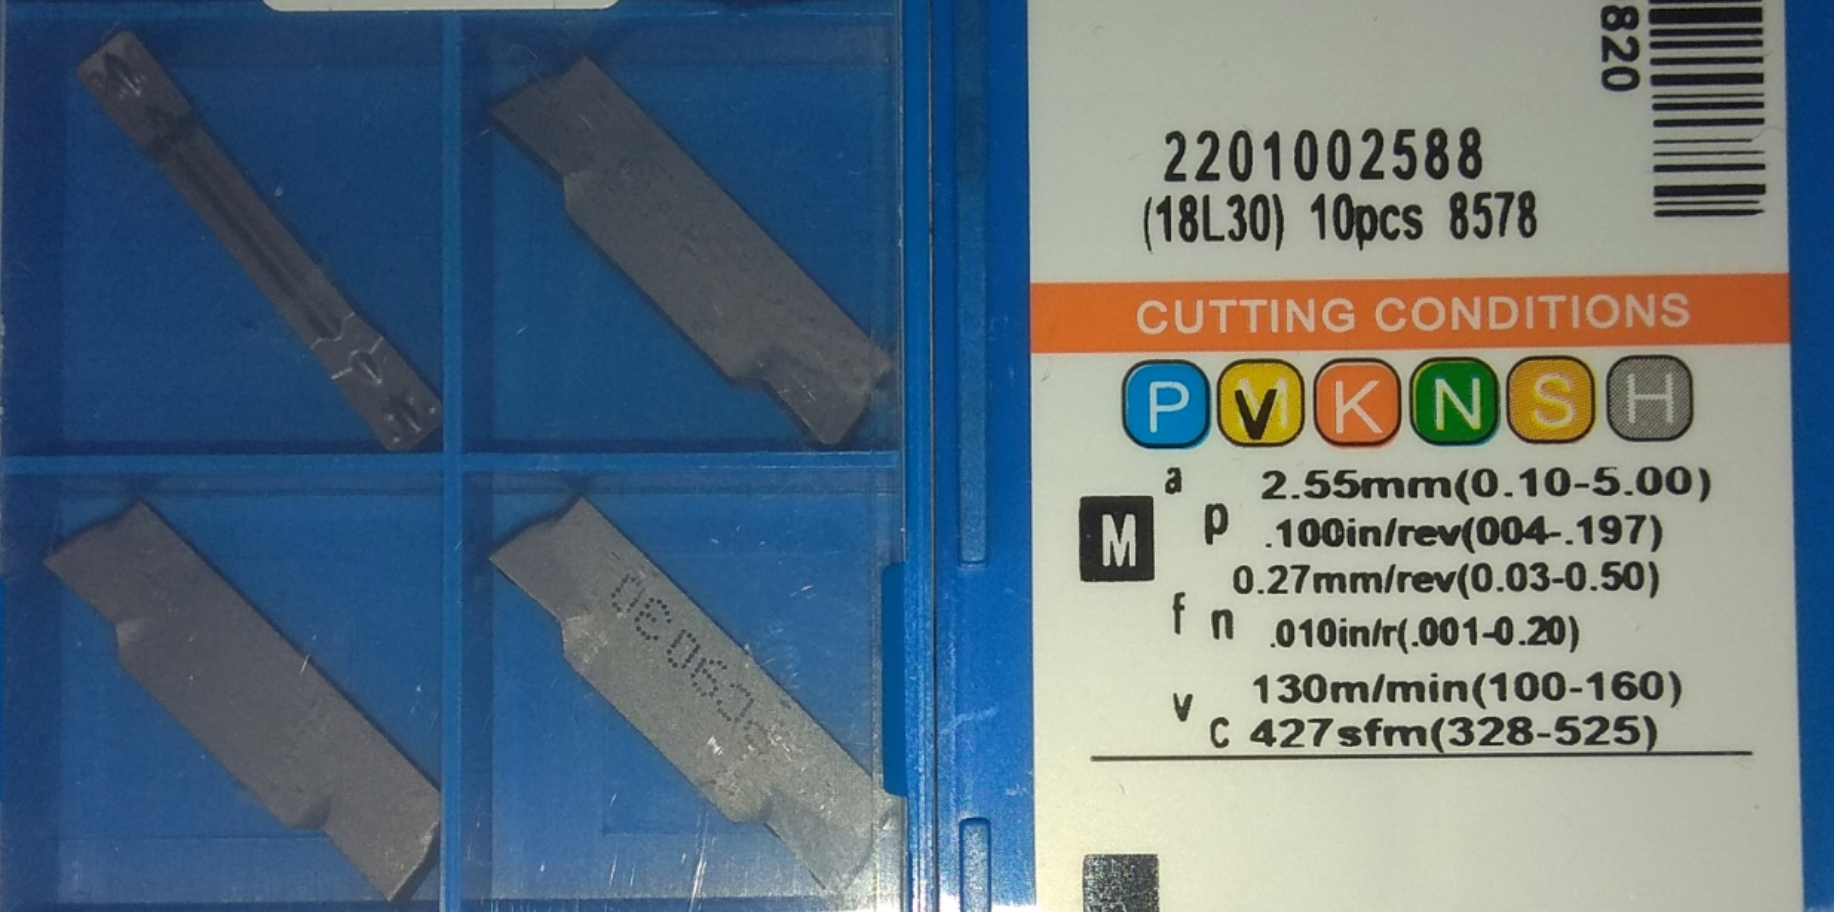 820
2201002588
(18L30) 10pcs 8578
CUTTING CONDITIONS
P M V K N S H
M
a p 2.55mm(0.10-5.00)
.100in/rev(004-.197)
f n 0.27mm/rev(0.03-0.50)
.010in/r(.001-0.20)
v c 130m/min(100-160)
427sfm(328-525)